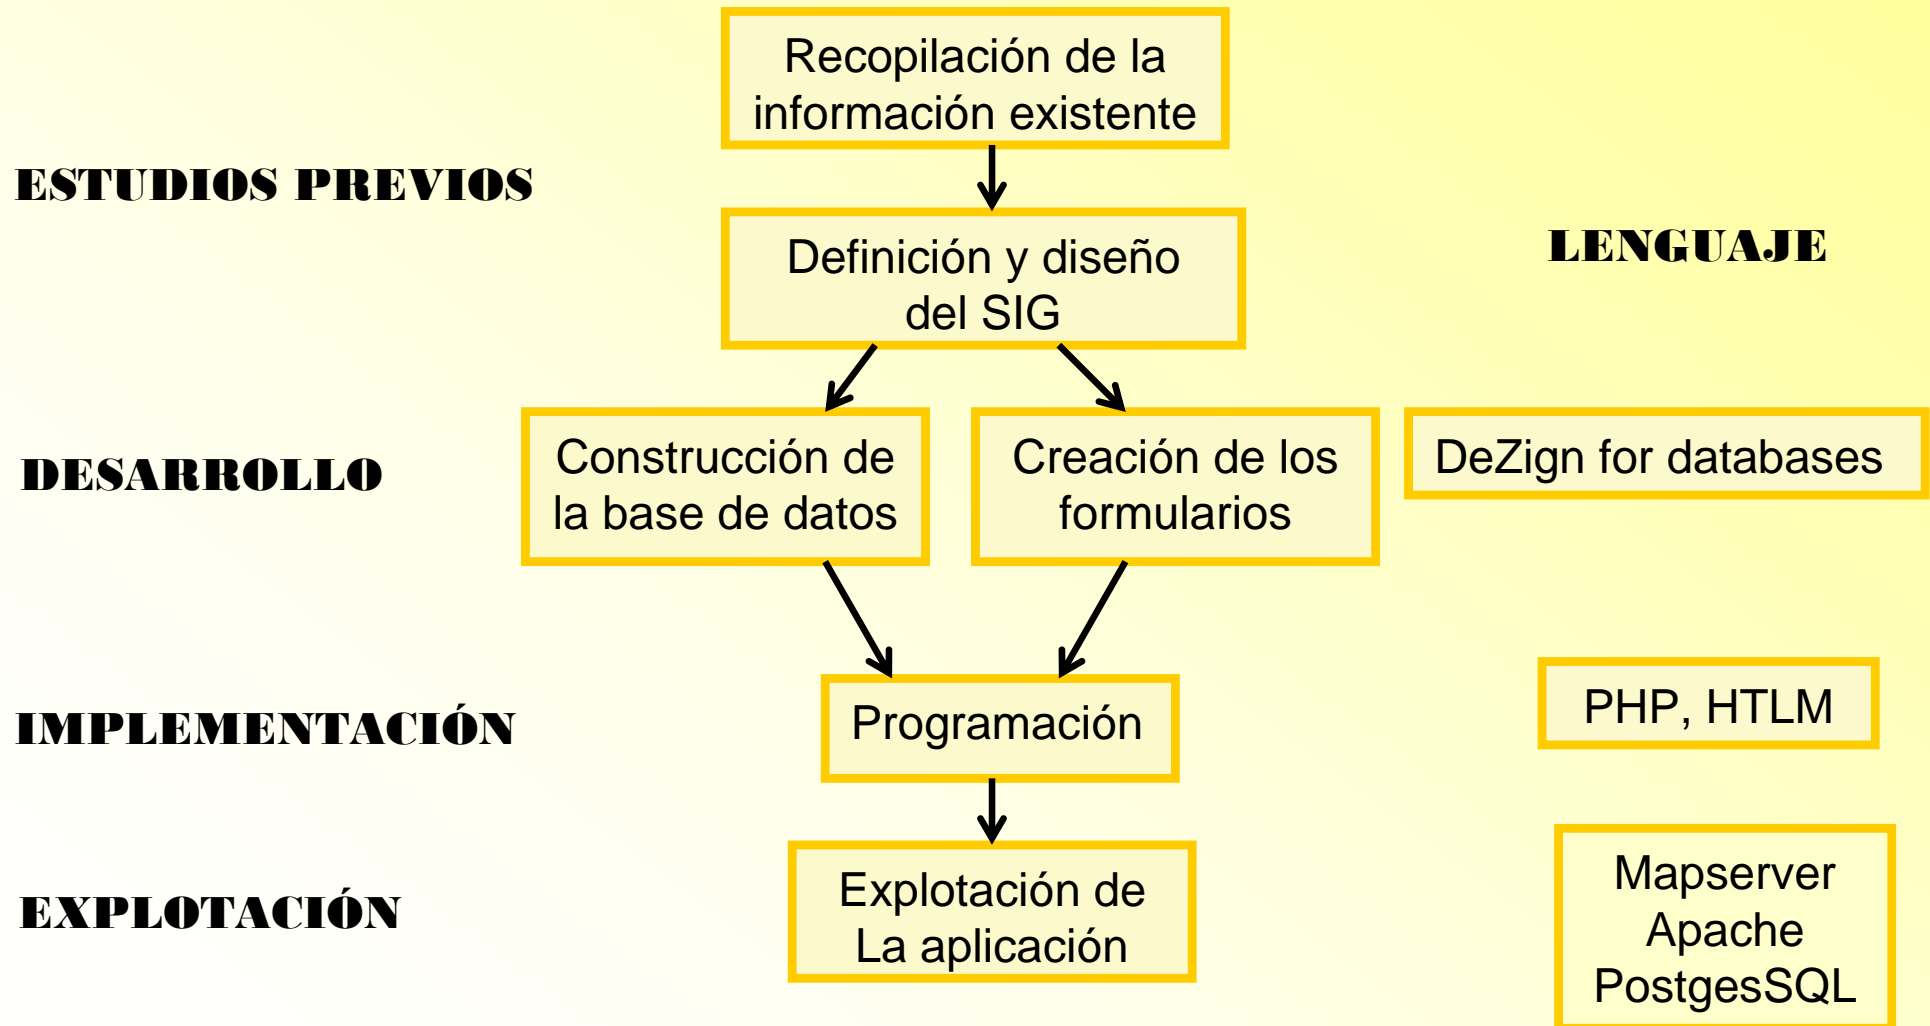 Recopilación de la
información existente
ESTUDIOS PREVIOS
Definición y diseño
del SIG
LENGUAJE
DESARROLLO
Construcción de
la base de datos
Creación de los
formularios
DeZign for databases
IMPLEMENTACIÓN
Programación
PHP, HTLM
EXPLOTACIÓN
Explotación de
La aplicación
Mapserver
Apache
PostgesSQL